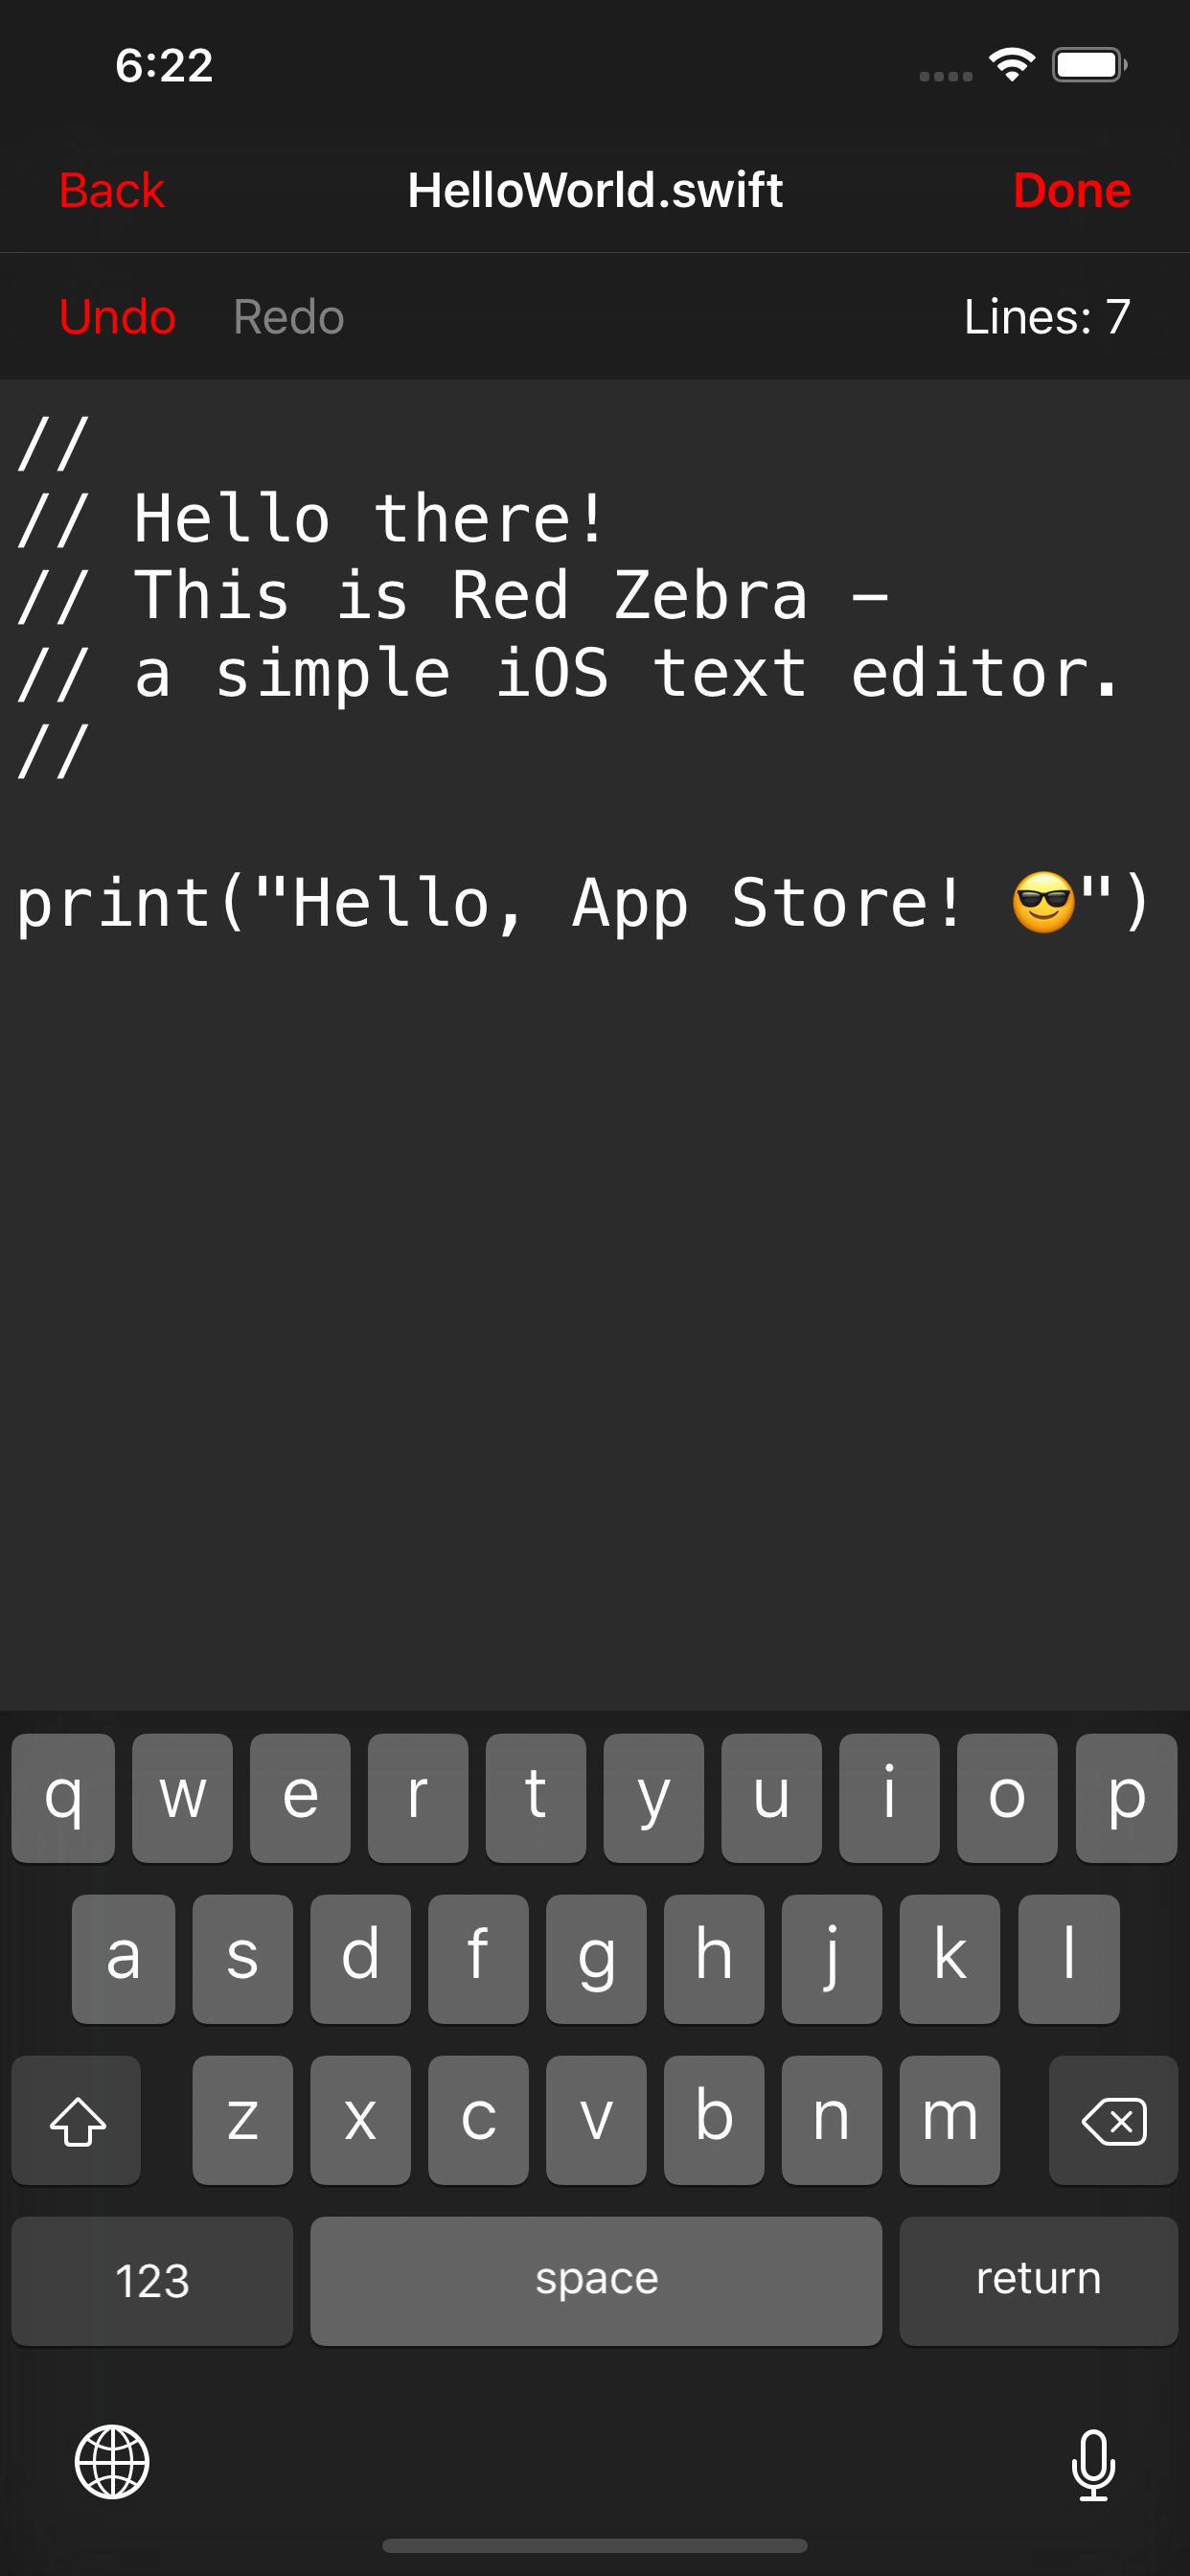 6:22
Back HelloWorld.swift Done
Undo Redo Lines: 7
//
// Hello there!
// This is Red Zebra –
// a simple iOS text editor.
//
print("Hello, App Store! 😎")
q w e r t y u i o p
a s d f g h j k l
z x c v b n m
123 space return